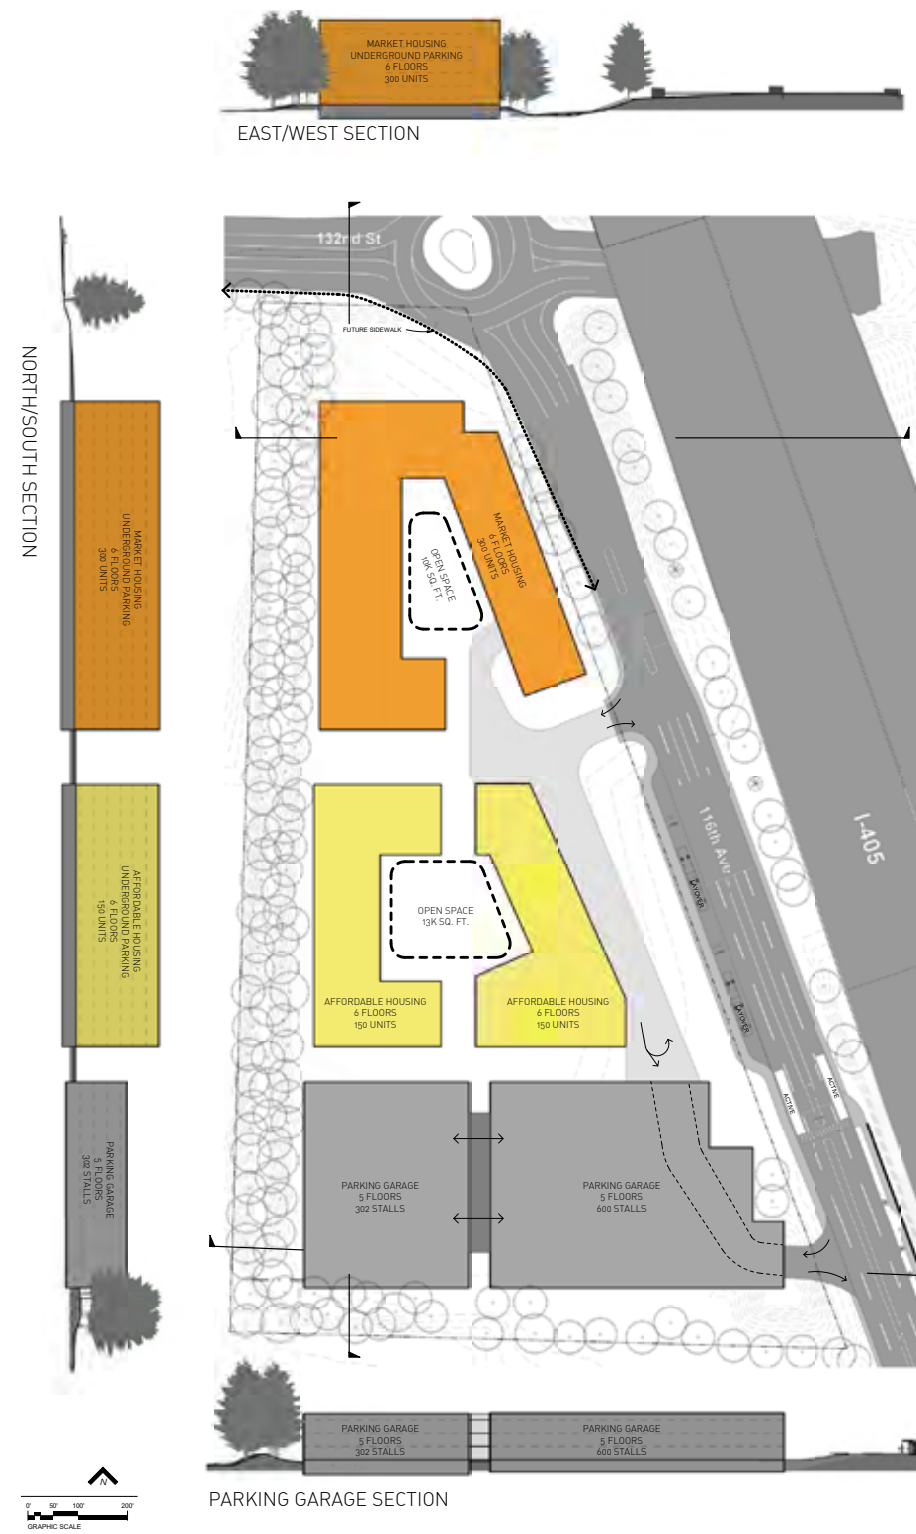 MARKET HOUSING
UNDERGROUND PARKING
6 FLOORS
300 UNITS
EAST/WEST SECTION
132nd St
FUTURE SIDEWALK
NORTH/SOUTH SECTION
MARKET HOUSING
UNDERGROUND PARKING
6 FLOORS
300 UNITS
MARKET HOUSING
6 FLOORS
300 UNITS
OPEN SPACE
10K SQ. FT.
116th Ave
I-405
LAYOVER
LAYOVER
ACTIVE
ACTIVE
AFFORDABLE HOUSING
UNDERGROUND PARKING
6 FLOORS
150 UNITS
OPEN SPACE
13K SQ. FT.
AFFORDABLE HOUSING
6 FLOORS
150 UNITS
AFFORDABLE HOUSING
6 FLOORS
150 UNITS
PARKING GARAGE
5 FLOORS
302 STALLS
PARKING GARAGE
5 FLOORS
302 STALLS
PARKING GARAGE
5 FLOORS
600 STALLS
PARKING GARAGE
5 FLOORS
302 STALLS
PARKING GARAGE
5 FLOORS
600 STALLS
PARKING GARAGE SECTION
N
0' 50' 100' 200'
GRAPHIC SCALE